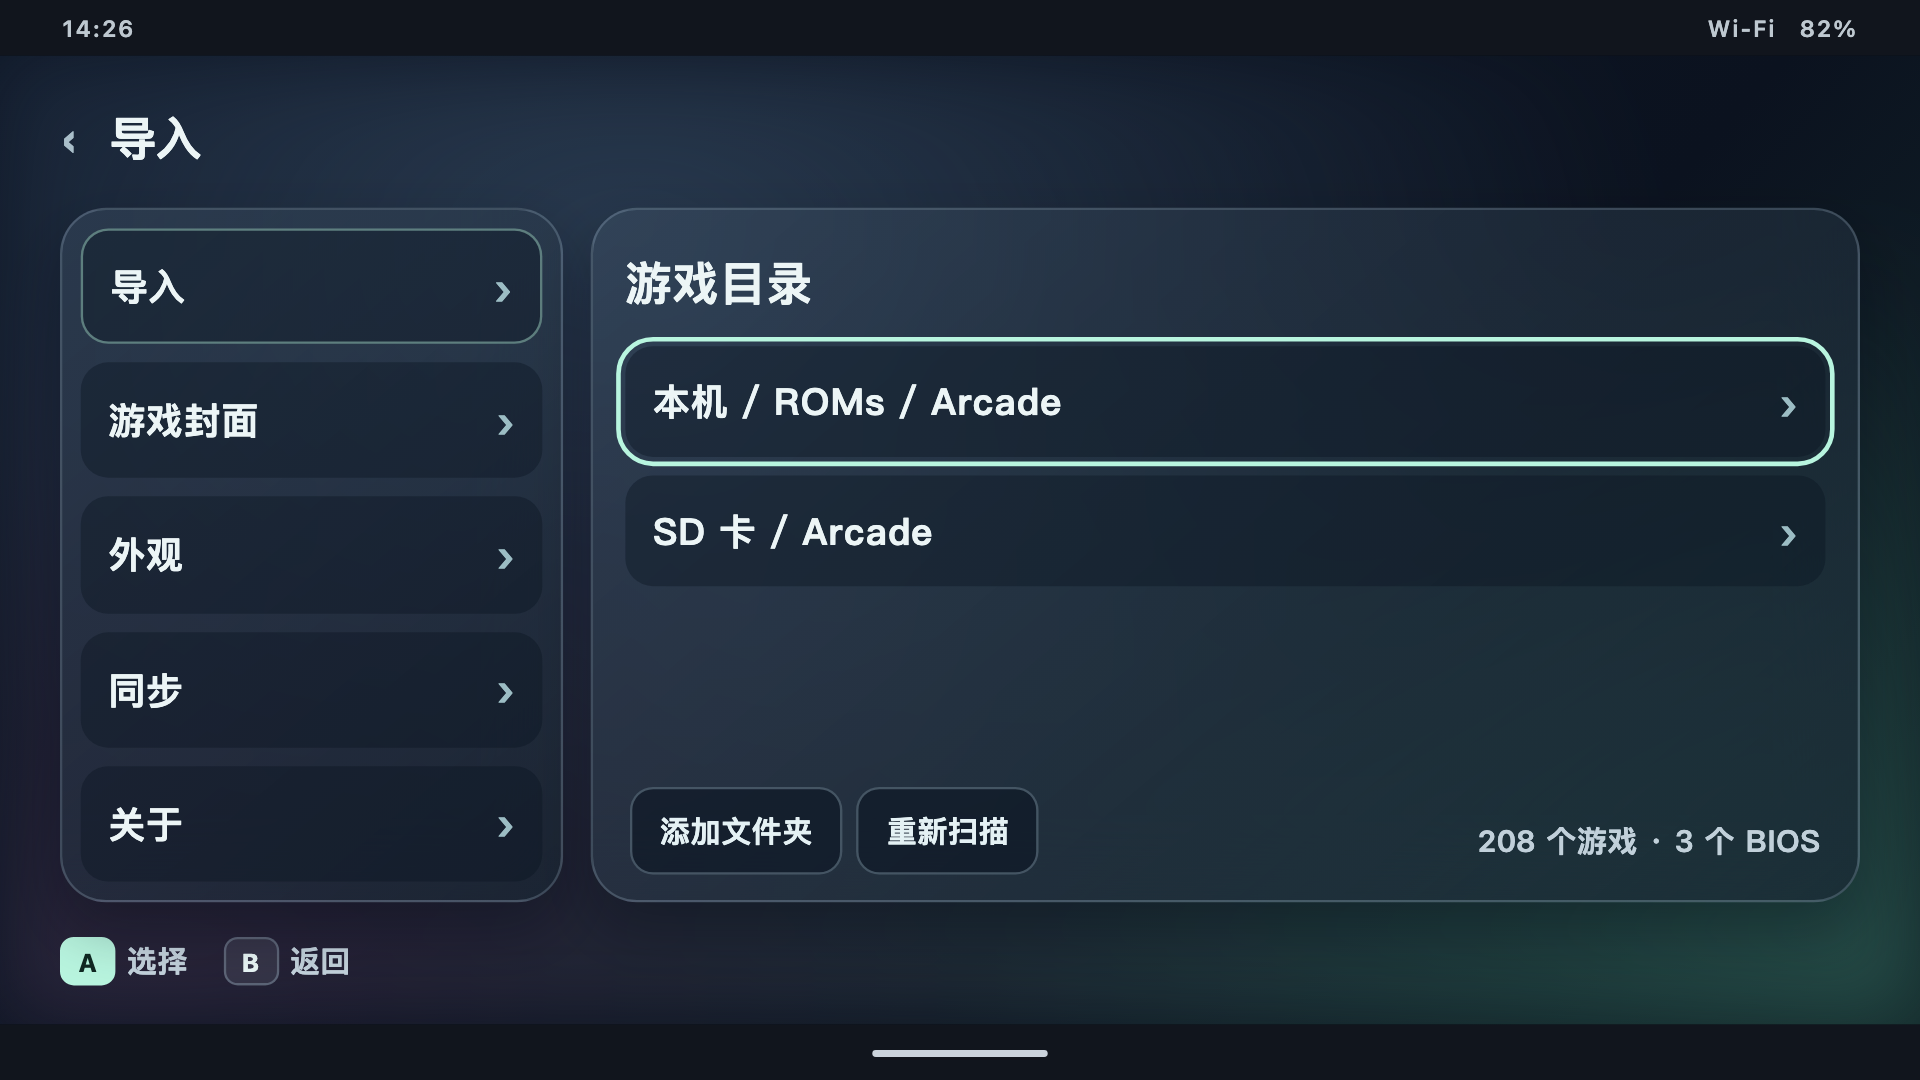 14:26
Wi-Fi 82%
‹ 导入
导入 ›
游戏封面 ›
外观 ›
同步 ›
关于 ›
游戏目录
本机 / ROMs / Arcade ›
SD 卡 / Arcade ›
添加文件夹 重新扫描
208 个游戏 · 3 个 BIOS
A 选择 B 返回